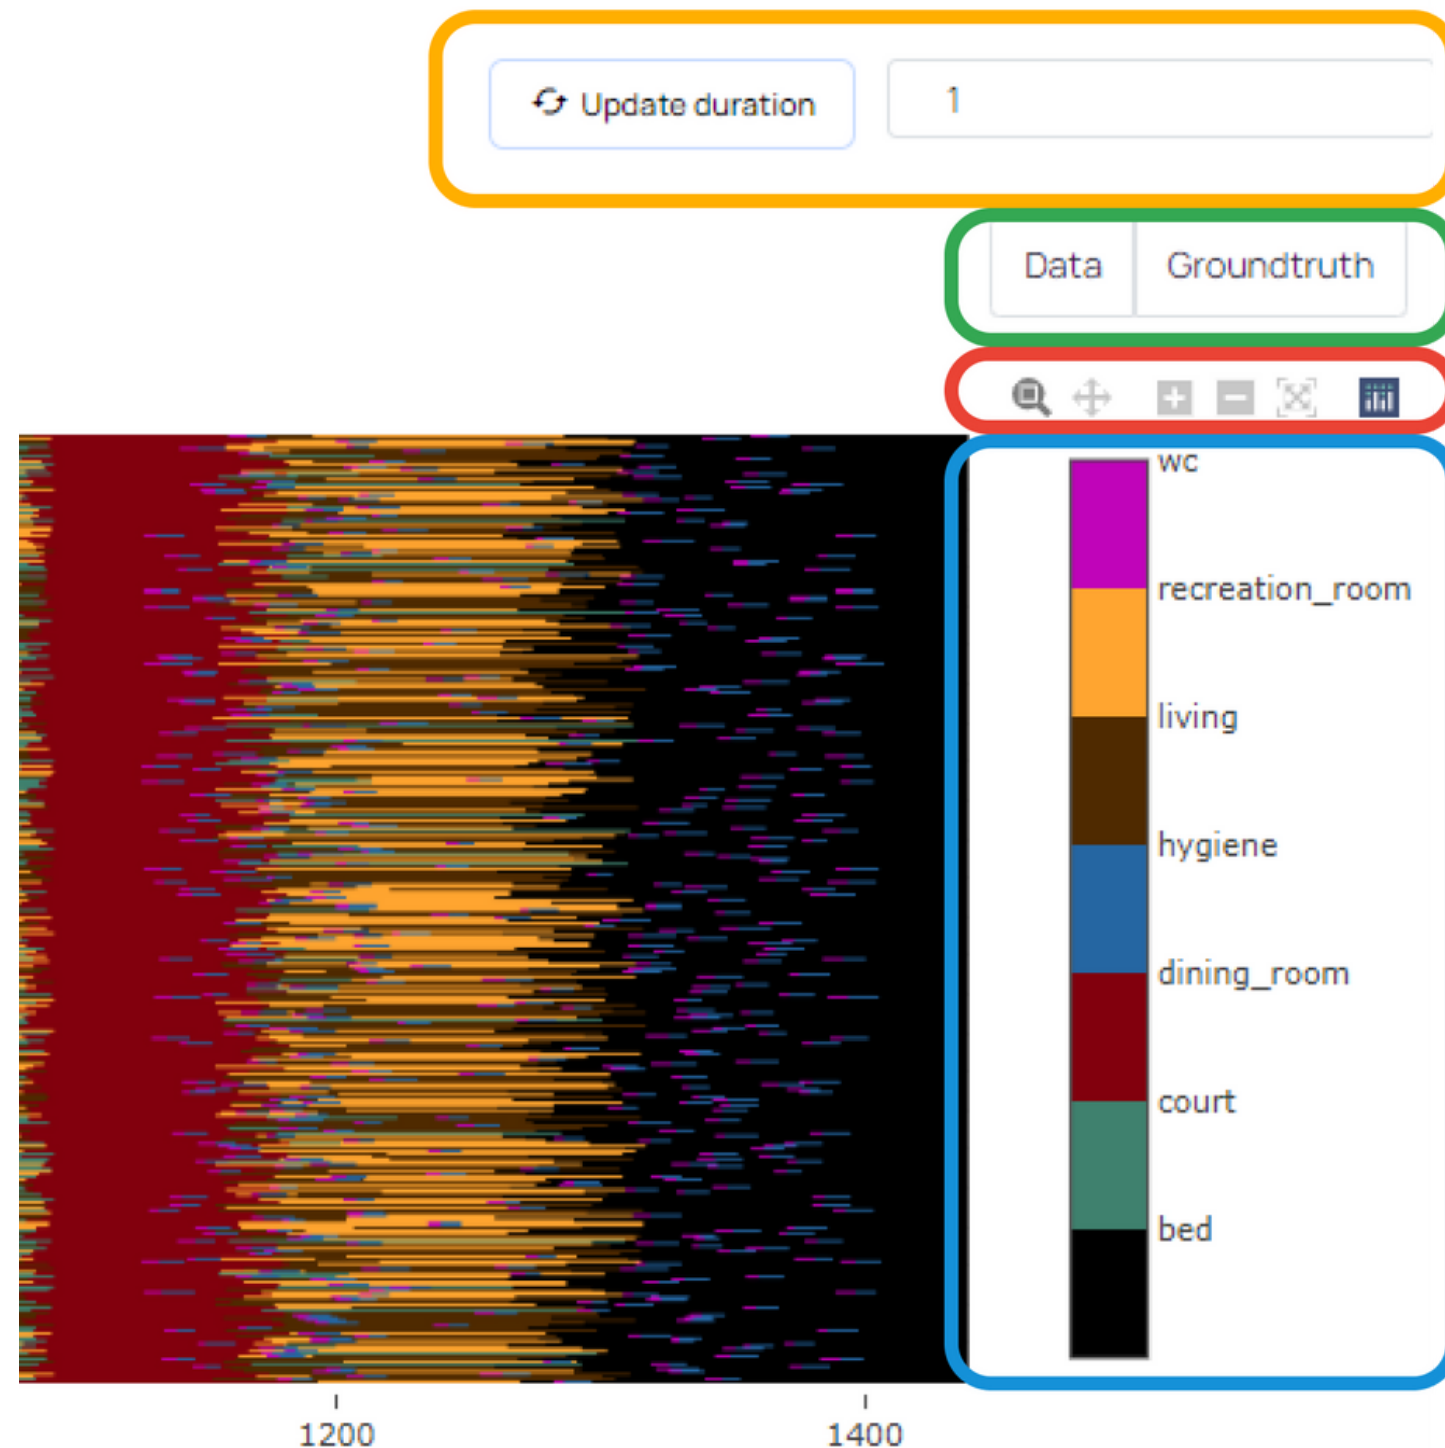 Update duration 1
Data Groundtruth
wc
recreation_room
living
hygiene
dining_room
court
bed
1200 1400